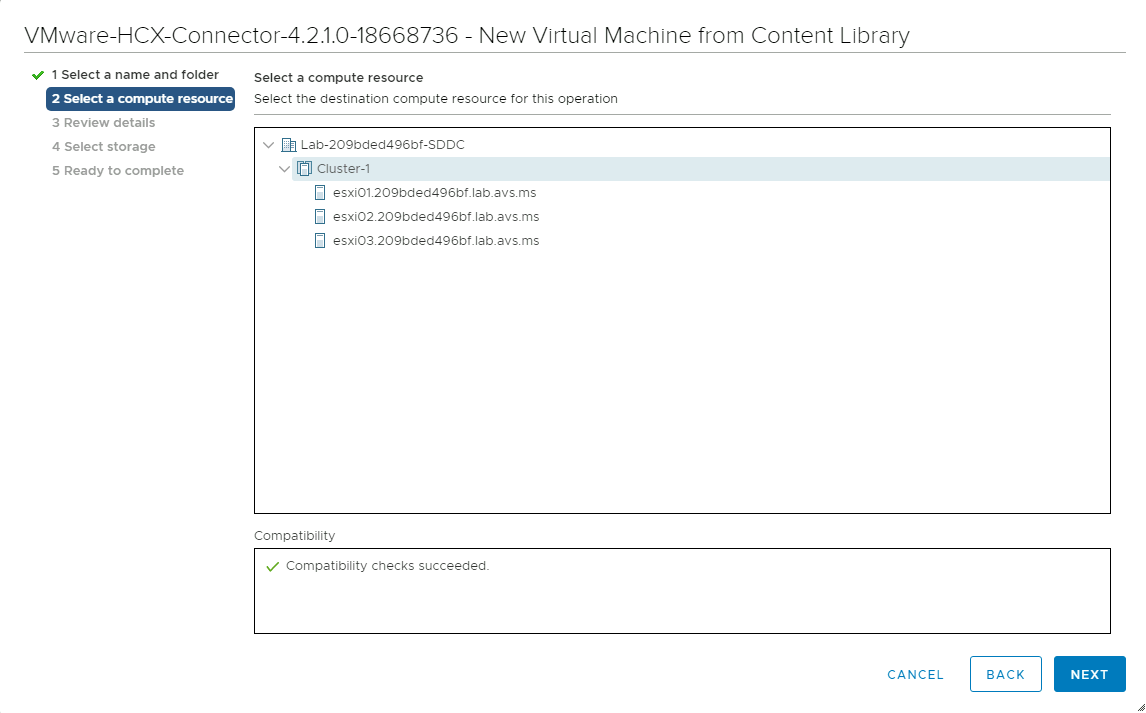 VMware-HCX-Connector-4.2.1.0-18668736 - New Virtual Machine from Content Library
1 Select a name and folder
2 Select a compute resource
3 Review details
4 Select storage
5 Ready to complete
Select a compute resource
Select the destination compute resource for this operation
Lab-209bded496bf-SDDC
Cluster-1
esxi01.209bded496bf.lab.avs.ms
esxi02.209bded496bf.lab.avs.ms
esxi03.209bded496bf.lab.avs.ms
Compatibility
Compatibility checks succeeded.
CANCEL
BACK
NEXT